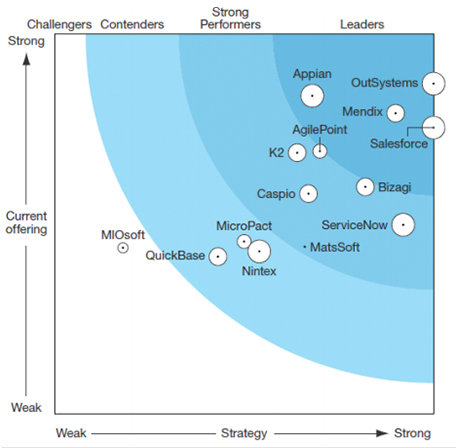 Challengers Contenders Strong Performers Leaders
Strong
Appian
OutSystems
Mendix
AgilePoint
Salesforce
K2
Bizagi
Caspio
Current
offering
MicroPact
ServiceNow
MIOsoft
QuickBase
MatsSoft
Nintex
Weak
Weak Strategy Strong